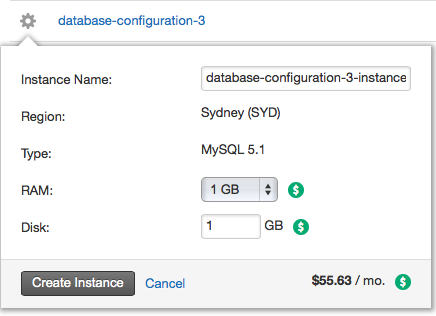 database-configuration-3
Instance Name: database-configuration-3-instance
Region: Sydney (SYD)
Type: MySQL 5.1
RAM: 1 GB $
Disk: 1 GB $
Create Instance Cancel $55.63 / mo. $